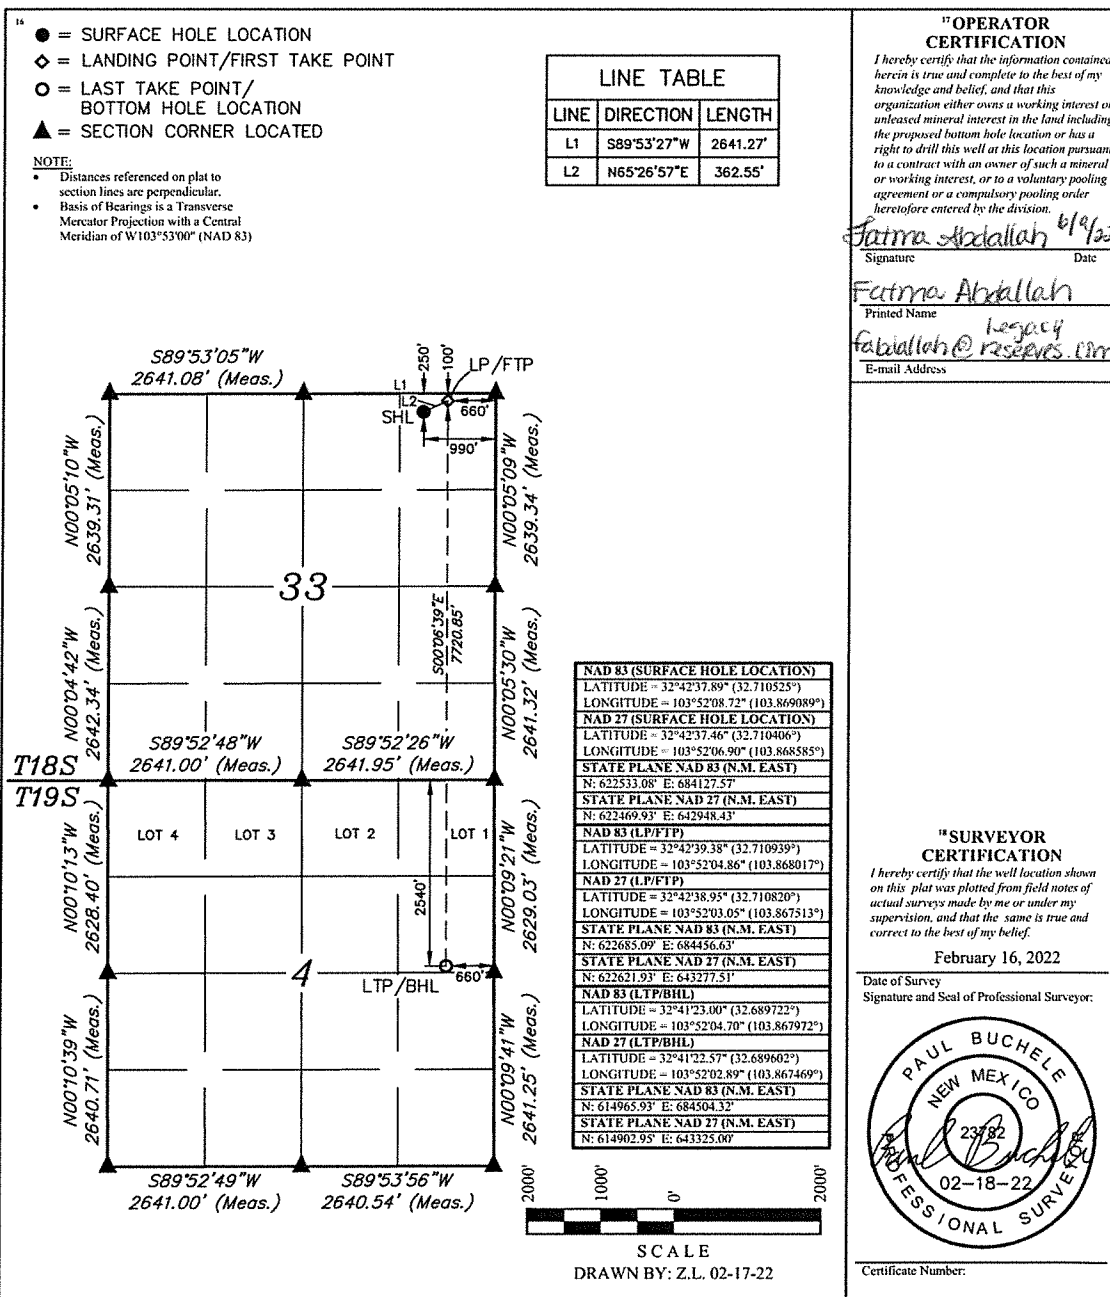 16
● = SURFACE HOLE LOCATION
◇ = LANDING POINT/FIRST TAKE POINT
○ = LAST TAKE POINT/
BOTTOM HOLE LOCATION
▲ = SECTION CORNER LOCATED
NOTE:
• Distances referenced on plat to
section lines are perpendicular.
• Basis of Bearings is a Transverse
Mercator Projection with a Central
Meridian of W103°53'00" (NAD 83)
LINE TABLE
LINE DIRECTION LENGTH
L1 S89°53'27"W 2641.27'
L2 N65°26'57"E 362.55'
17 OPERATOR
CERTIFICATION
I hereby certify that the information contained
herein is true and complete to the best of my
knowledge and belief, and that this
organization either owns a working interest or
unleased mineral interest in the land including
the proposed bottom hole location or has a
right to drill this well at this location pursuant
to a contract with an owner of such a mineral
or working interest, or to a voluntary pooling
agreement or a compulsory pooling order
heretofore entered by the division.
Fatma Abdallah 6/9/23
Signature Date
Fatma Abdallah
Printed Name
legacy
fabdallah@reserves.com
E-mail Address
S89°53'05"W
2641.08' (Meas.)
L1
250'
100'
LP/FTP
L2
SHL
660'
990'
N00°05'10"W
2639.31' (Meas.)
N00°05'09"W
2639.34' (Meas.)
33
S00°06'39"E
7720.85'
N00°04'42"W
2642.34' (Meas.)
N00°05'30"W
2641.32' (Meas.)
S89°52'48"W
2641.00' (Meas.)
S89°52'26"W
2641.95' (Meas.)
T18S
T19S
LOT 4 LOT 3 LOT 2 LOT 1
N00°10'13"W
2628.40' (Meas.)
2540'
N00°09'21"W
2629.03' (Meas.)
4
LTP/BHL
660'
N00°10'39"W
2640.71' (Meas.)
N00°09'41"W
2641.25' (Meas.)
S89°52'49"W
2641.00' (Meas.)
S89°53'56"W
2640.54' (Meas.)
NAD 83 (SURFACE HOLE LOCATION)
LATITUDE = 32°42'37.89" (32.710525°)
LONGITUDE = 103°52'08.72" (103.869089°)
NAD 27 (SURFACE HOLE LOCATION)
LATITUDE = 32°42'37.46" (32.710406°)
LONGITUDE = 103°52'06.90" (103.868585°)
STATE PLANE NAD 83 (N.M. EAST)
N: 622533.08' E: 684127.57'
STATE PLANE NAD 27 (N.M. EAST)
N: 622469.93' E: 642948.43'
NAD 83 (LP/FTP)
LATITUDE = 32°42'39.38" (32.710939°)
LONGITUDE = 103°52'04.86" (103.868017°)
NAD 27 (LP/FTP)
LATITUDE = 32°42'38.95" (32.710820°)
LONGITUDE = 103°52'03.05" (103.867513°)
STATE PLANE NAD 83 (N.M. EAST)
N: 622685.09' E: 684456.63'
STATE PLANE NAD 27 (N.M. EAST)
N: 622621.93' E: 643277.51'
NAD 83 (LTP/BHL)
LATITUDE = 32°41'23.00" (32.689722°)
LONGITUDE = 103°52'04.70" (103.867972°)
NAD 27 (LTP/BHL)
LATITUDE = 32°41'22.57" (32.689602°)
LONGITUDE = 103°52'02.89" (103.867469°)
STATE PLANE NAD 83 (N.M. EAST)
N: 614965.93' E: 684504.32'
STATE PLANE NAD 27 (N.M. EAST)
N: 614902.95' E: 643325.00'
2000' 1000' 0' 2000'
SCALE
DRAWN BY: Z.L. 02-17-22
18 SURVEYOR
CERTIFICATION
I hereby certify that the well location shown
on this plat was plotted from field notes of
actual surveys made by me or under my
supervision, and that the same is true and
correct to the best of my belief.
February 16, 2022
Date of Survey
Signature and Seal of Professional Surveyor:
PAUL BUCHELE
NEW MEXICO
23782
Paul Buchele
02-18-22
PROFESSIONAL SURVEYOR
Certificate Number: